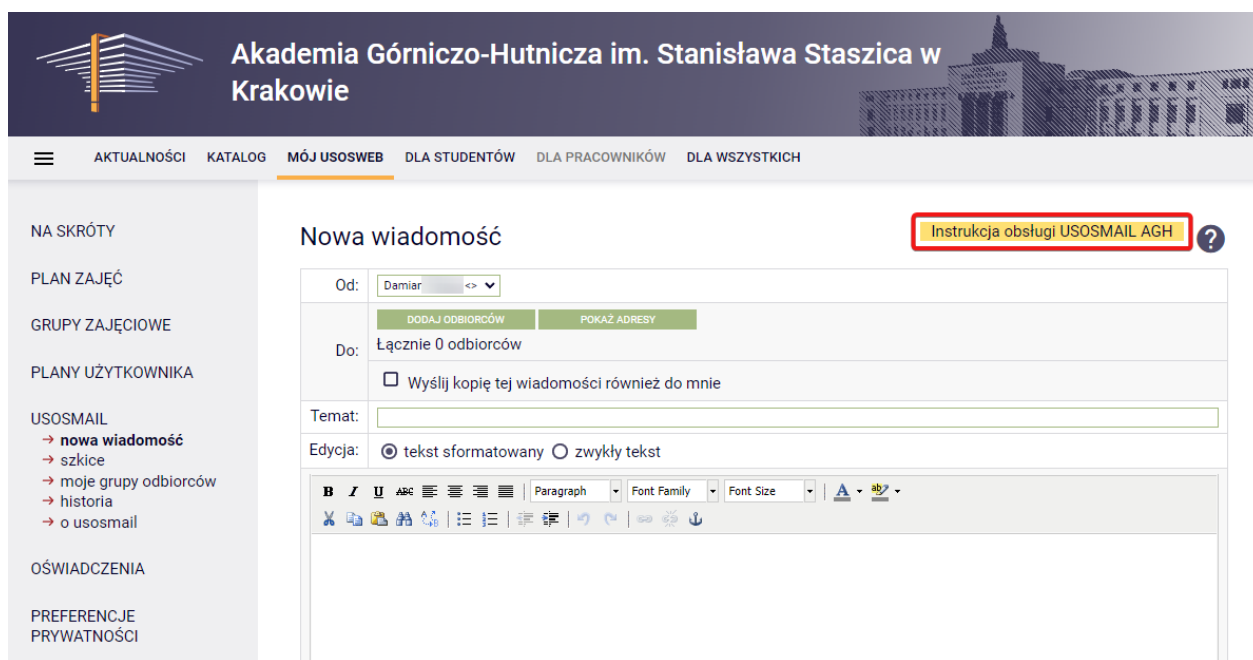 Akademia Górniczo-Hutnicza im. Stanisława Staszica w
Krakowie
AKTUALNOŚCI KATALOG MÓJ USOSWEB DLA STUDENTÓW DLA PRACOWNIKÓW DLA WSZYSTKICH
NA SKRÓTY
PLAN ZAJĘĆ
GRUPY ZAJĘCIOWE
PLANY UŻYTKOWNIKA
USOSMAIL
→ nowa wiadomość
→ szkice
→ moje grupy odbiorców
→ historia
→ o usosmail
OŚWIADCZENIA
PREFERENCJE
PRYWATNOŚCI
Nowa wiadomość
Instrukcja obsługi USOSMAIL AGH
?
Od: Damian <>
Do: DODAJ ODBIORCÓW POKAŻ ADRESY
Łącznie 0 odbiorców
Wyślij kopię tej wiadomości również do mnie
Temat:
Edycja: tekst sformatowany zwykły tekst
B I U ABC Paragraph Font Family Font Size A ab